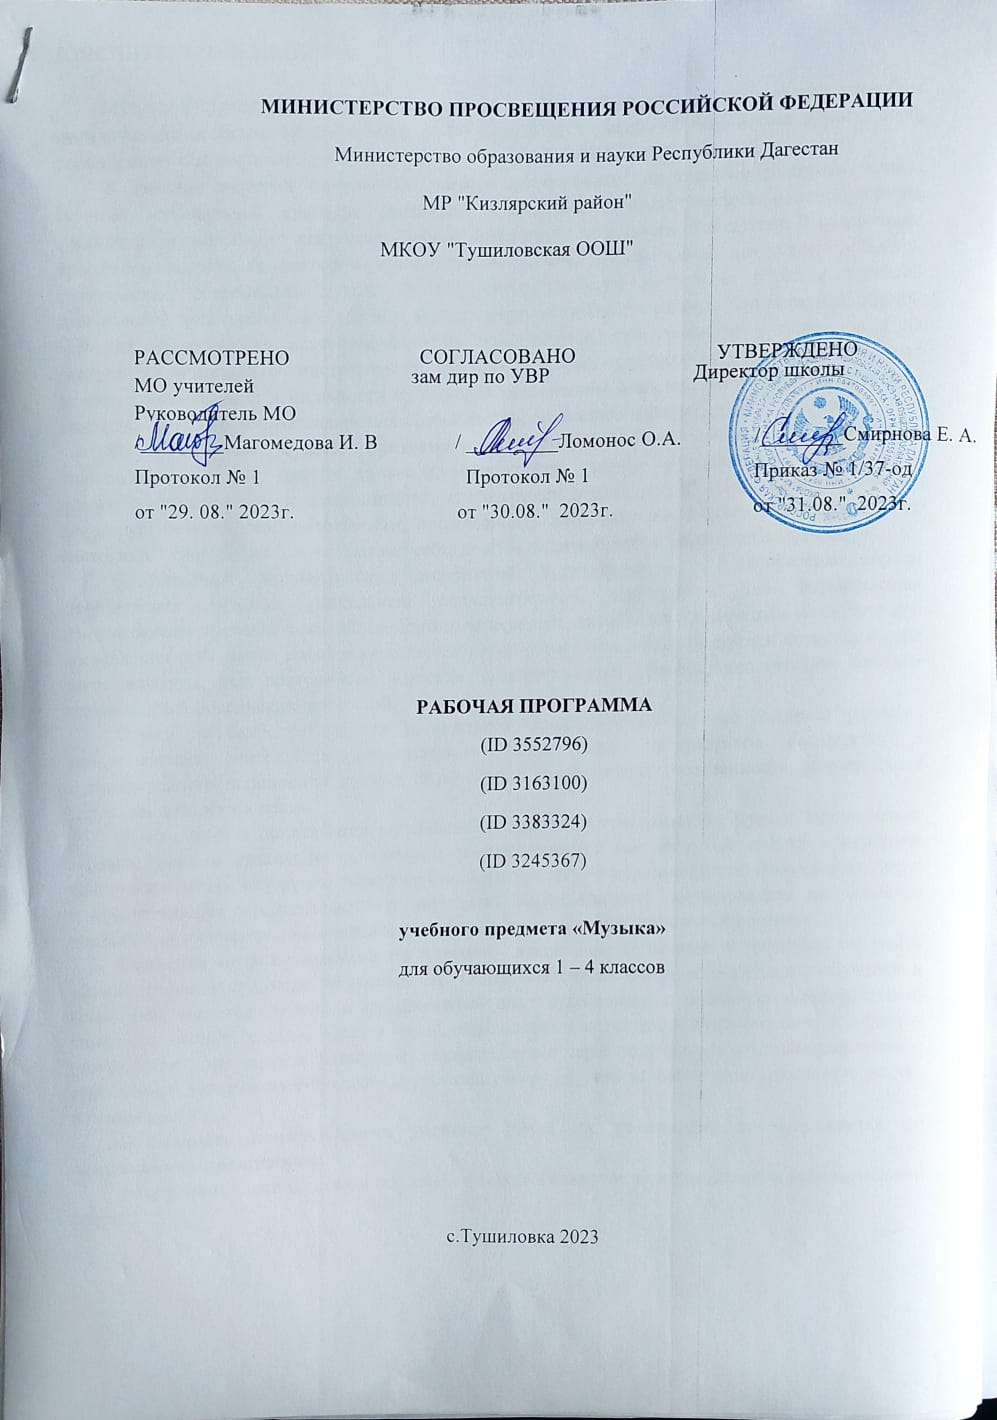 МИНИСТЕРСТВО ПРОСВЕЩЕНИЯ РОССИЙСКОЙ ФЕДЕРАЦИИ
Министерство образования и науки Республики Дагестан
МР "Кизлярский район"
МКОУ "Тушиловская ООШ"
РАССМОТРЕНО
МО учителей
Руководитель МО
/ Магомедова И. В
Протокол № 1
от "29. 08." 2023г.
СОГЛАСОВАНО
зам дир по УВР
/ Ломонос О.А.
Протокол № 1
от "30.08." 2023г.
УТВЕРЖДЕНО
Директор школы
/ Смирнова Е. А.
Приказ № 1/37-од
от "31.08." 2023г.
РАБОЧАЯ ПРОГРАММА
(ID 3552796)
(ID 3163100)
(ID 3383324)
(ID 3245367)
учебного предмета «Музыка»
для обучающихся 1 – 4 классов
с.Тушиловка 2023